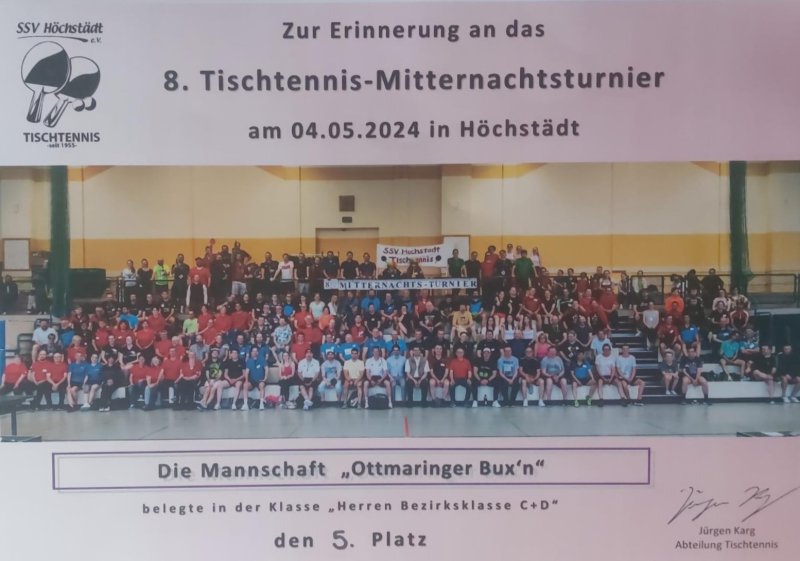 SSV Höchstädt
e.V.
TISCHTENNIS
-seit 1955-
Zur Erinnerung an das
8. Tischtennis-Mitternachtsturnier
am 04.05.2024 in Höchstädt
SSV Höchstädt
Tischtennis
8. MITTERNACHTS-TURNIER
Die Mannschaft „Ottmaringer Bux‘n“
belegte in der Klasse „Herren Bezirksklasse C+D“
den 5. Platz
Jürgen Karg
Abteilung Tischtennis